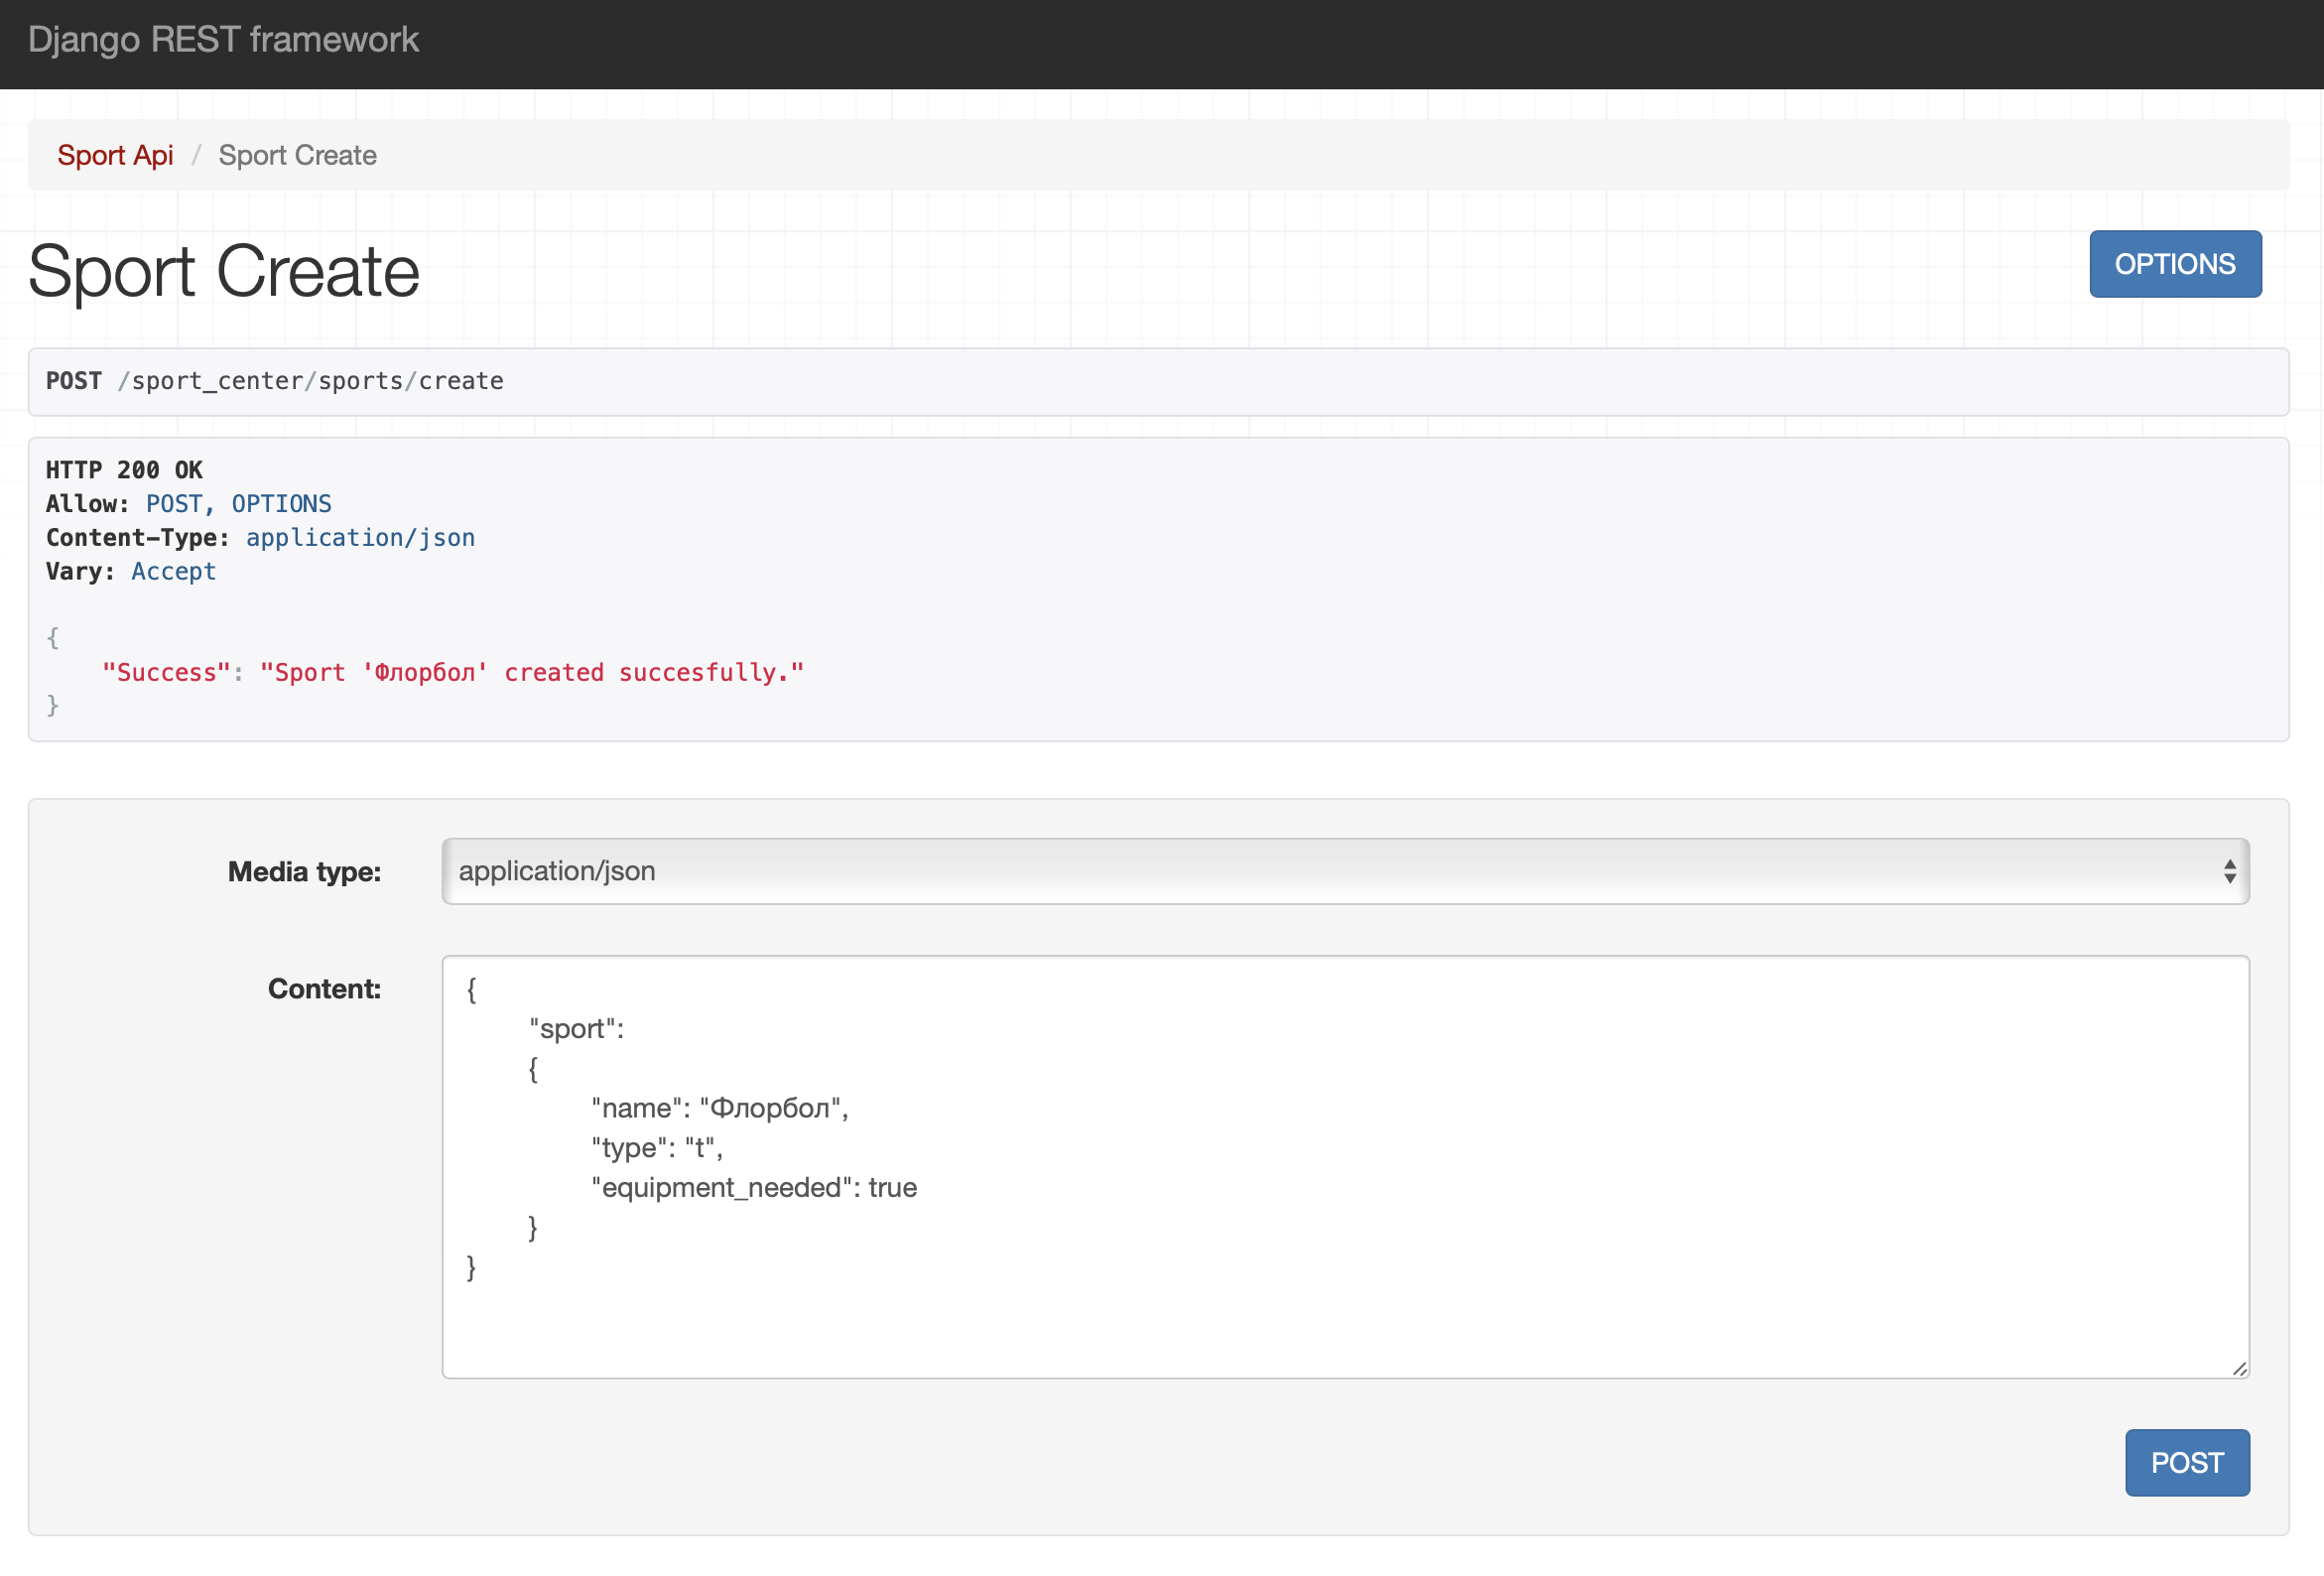 Django REST framework
Sport Api / Sport Create
Sport Create
OPTIONS
POST /sport_center/sports/create
HTTP 200 OK
Allow: POST, OPTIONS
Content-Type: application/json
Vary: Accept
{
"Success": "Sport 'Флорбол' created succesfully."
}
Media type: application/json
Content:
{
"sport":
{
"name": "Флорбол",
"type": "t",
"equipment_needed": true
}
}
POST